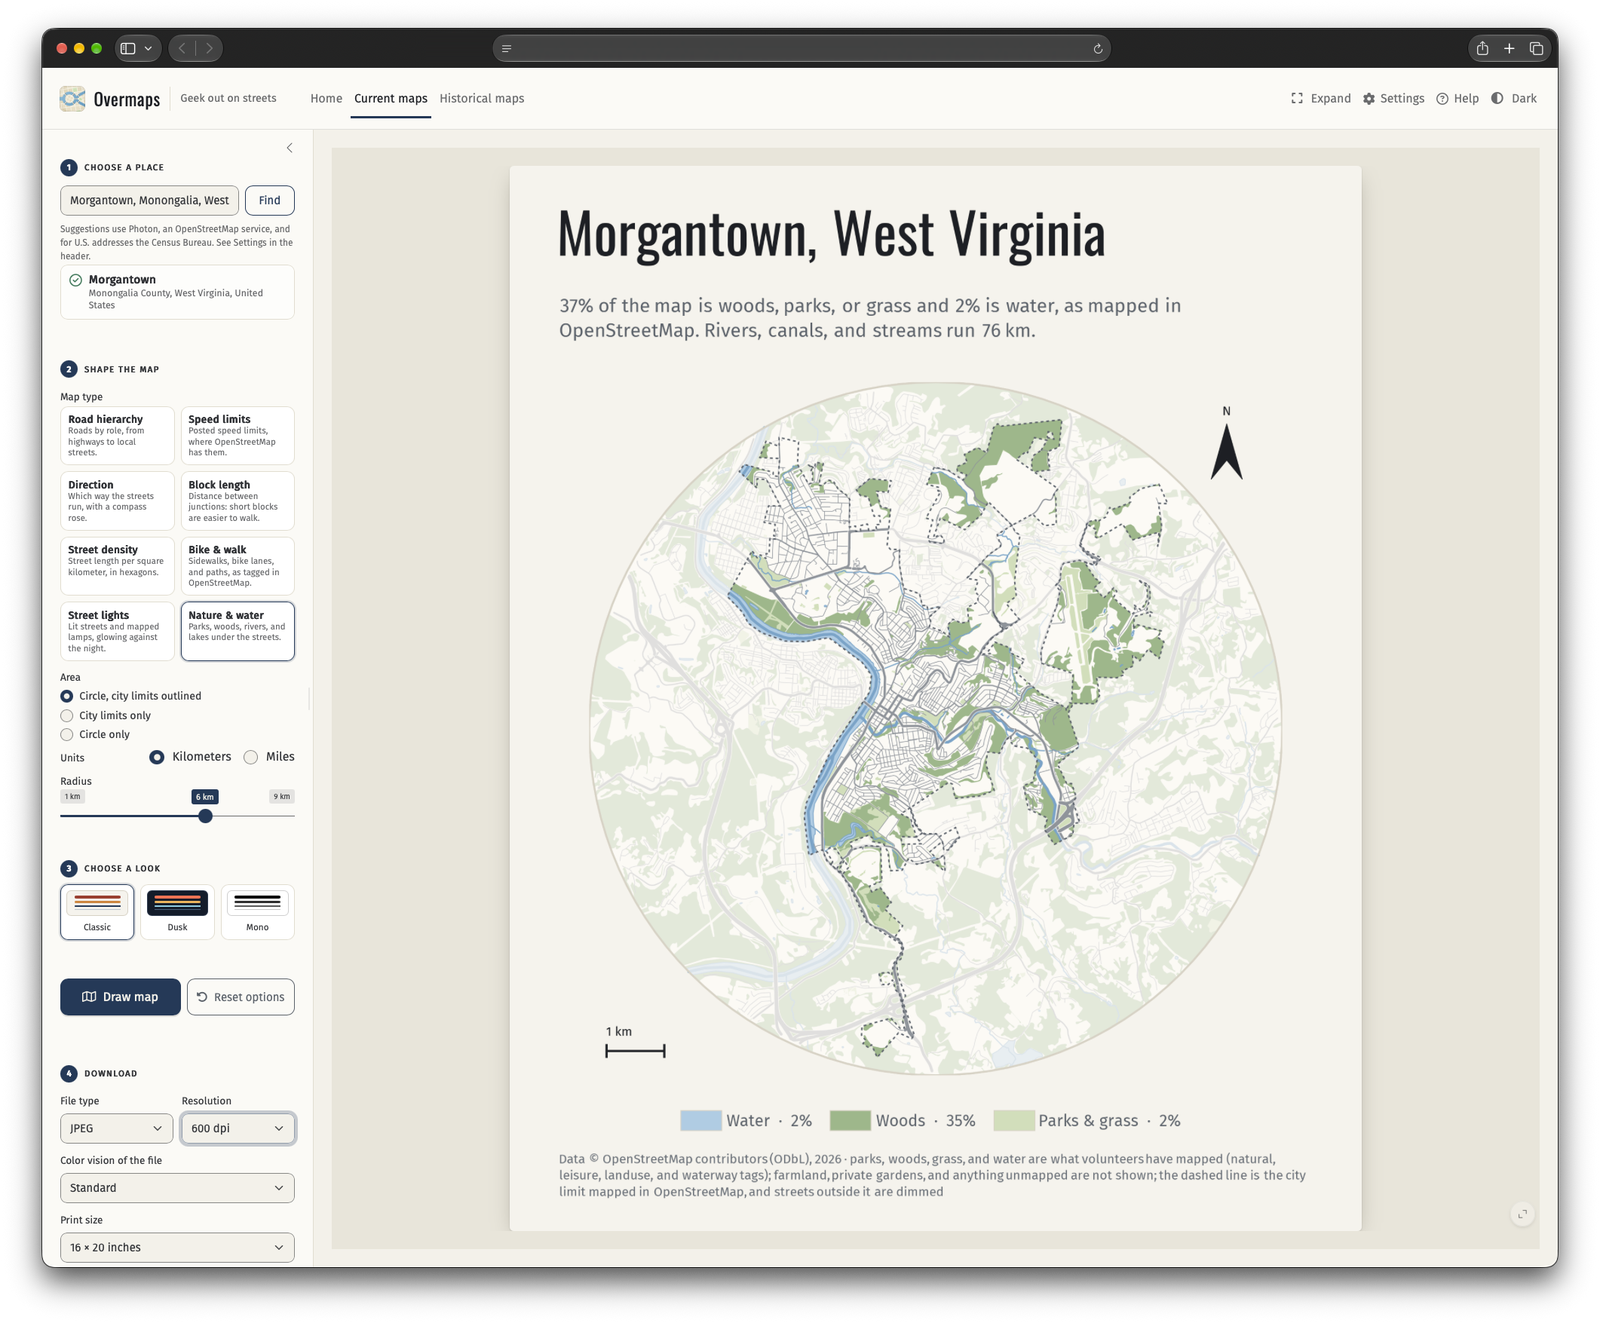 Overmaps
Geek out on streets
Home
Current maps
Historical maps
Expand
Settings
Help
Dark
1
CHOOSE A PLACE
Morgantown, Monongalia, West
Find
Suggestions use Photon, an OpenStreetMap service, and
for U.S. addresses the Census Bureau. See Settings in the
header.
Morgantown
Monongalia County, West Virginia, United
States
2
SHAPE THE MAP
Map type
Road hierarchy
Roads by role, from
highways to local
streets.
Speed limits
Posted speed limits,
where OpenStreetMap
has them.
Direction
Which way the streets
run, with a compass
rose.
Block length
Distance between
junctions: short blocks
are easier to walk.
Street density
Street length per square
kilometer, in hexagons.
Bike & walk
Sidewalks, bike lanes,
and paths, as tagged in
OpenStreetMap.
Street lights
Lit streets and mapped
lamps, glowing against
the night.
Nature & water
Parks, woods, rivers, and
lakes under the streets.
Area
Circle, city limits outlined
City limits only
Circle only
Units
Kilometers
Miles
Radius
1 km
6 km
9 km
3
CHOOSE A LOOK
Classic
Dusk
Mono
Draw map
Reset options
4
DOWNLOAD
File type
Resolution
JPEG
600 dpi
Color vision of the file
Standard
Print size
16 × 20 inches
Morgantown, West Virginia
37% of the map is woods, parks, or grass and 2% is water, as mapped in
OpenStreetMap. Rivers, canals, and streams run 76 km.
N
1 km
Water · 2%
Woods · 35%
Parks & grass · 2%
Data © OpenStreetMap contributors (ODbL), 2026 · parks, woods, grass, and water are what volunteers have mapped (natural,
leisure, landuse, and waterway tags); farmland, private gardens, and anything unmapped are not shown; the dashed line is the city
limit mapped in OpenStreetMap, and streets outside it are dimmed